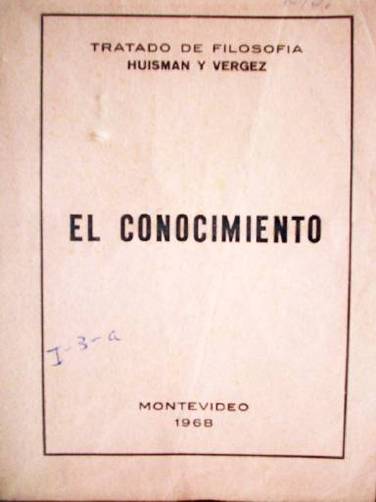 TRATADO DE FILOSOFIA
HUISMAN Y VERGEZ
EL CONOCIMIENTO
I-3-a
MONTEVIDEO
1968